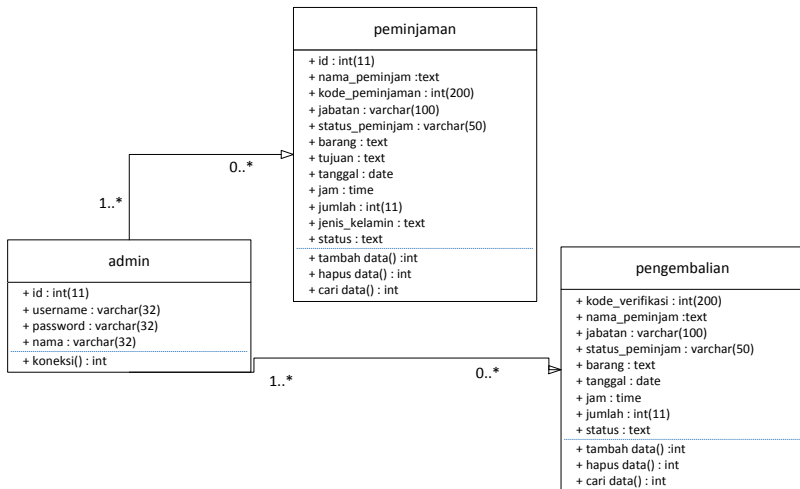 peminjaman
+ id : int(11)
+ nama_peminjam :text
+ kode_peminjaman : int(200)
+ jabatan : varchar(100)
+ status_peminjam : varchar(50)
+ barang : text
+ tujuan : text
+ tanggal : date
+ jam : time
+ jumlah : int(11)
+ jenis_kelamin : text
+ status : text
+ tambah data() :int
+ hapus data() : int
+ cari data() : int
0..*
1..*
admin
+ id : int(11)
+ username : varchar(32)
+ password : varchar(32)
+ nama : varchar(32)
+ koneksi() : int
1..*
0..*
pengembalian
+ kode_verifikasi : int(200)
+ nama_peminjam :text
+ jabatan : varchar(100)
+ status_peminjam : varchar(50)
+ barang : text
+ tanggal : date
+ jam : time
+ jumlah : int(11)
+ status : text
+ tambah data() :int
+ hapus data() : int
+ cari data() : int